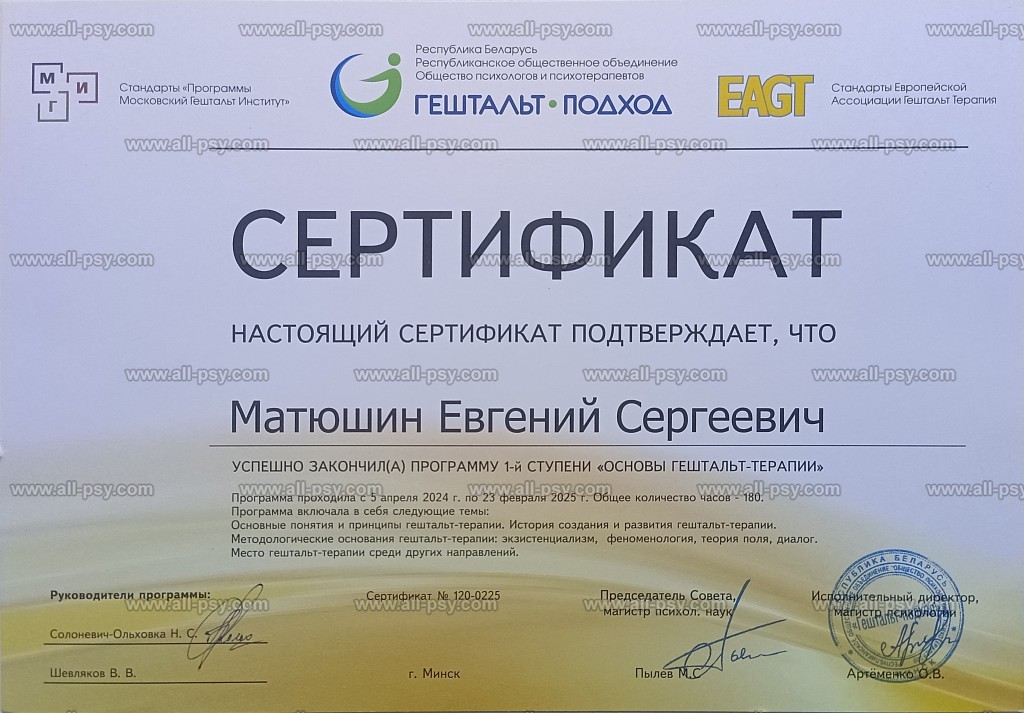 Республика Беларусь
Республиканское общественное объединение
Общество психологов и психотерапевтов
ГЕШТАЛЬТ • ПОДХОД
М
И
Г
Стандарты «Программы
Московский Гештальт Институт»
EAGT
Стандарты Европейской
Ассоциации Гештальт Терапия
СЕРТИФИКАТ
НАСТОЯЩИЙ СЕРТИФИКАТ ПОДТВЕРЖДАЕТ, ЧТО
Матюшин Евгений Сергеевич
УСПЕШНО ЗАКОНЧИЛ(А) ПРОГРАММУ 1-й СТУПЕНИ «ОСНОВЫ ГЕШТАЛЬТ-ТЕРАПИИ»
Программа проходила с 5 апреля 2024 г. по 23 февраля 2025 г. Общее количество часов - 180.
Программа включала в себя следующие темы:
Основные понятия и принципы гештальт-терапии. История создания и развития гештальт-терапии.
Методологические основания гештальт-терапии: экзистенциализм, феноменология, теория поля, диалог.
Место гештальт-терапии среди других направлений.
Руководители программы:
Солоневич-Ольховка Н. С.
Шевляков В. В.
Сертификат № 120-0225
г. Минск
Председатель Совета,
магистр психол. наук
Пылев М.С
Исполнительный директор,
магистр психологии
Артёменко О.В.
www.all-psy.com